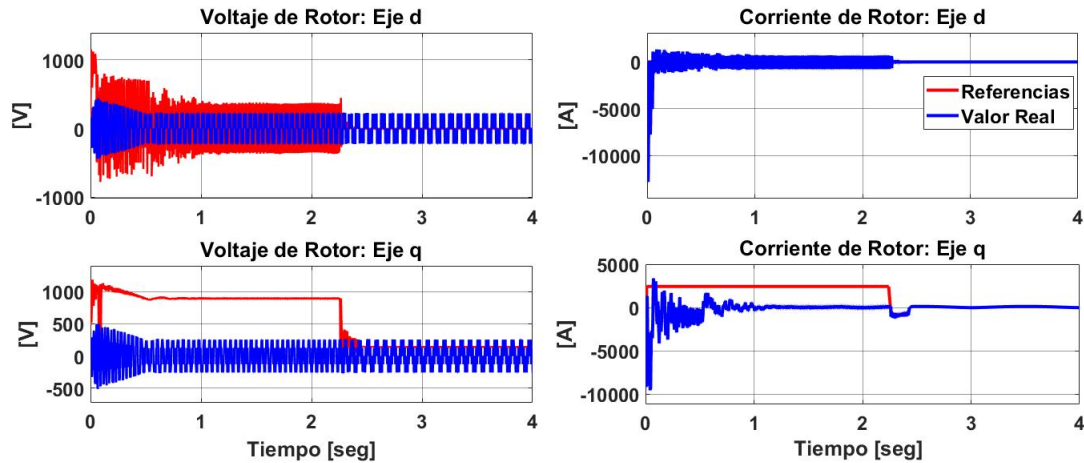 Voltaje de Rotor: Eje d
1000
0
-1000
[V]
0 1 2 3 4
Corriente de Rotor: Eje d
0
-5000
-10000
[A]
Referencias
Valor Real
0 1 2 3 4
Voltaje de Rotor: Eje q
1000
500
0
-500
[V]
0 1 2 3 4
Tiempo [seg]
Corriente de Rotor: Eje q
5000
0
-5000
-10000
[A]
0 1 2 3 4
Tiempo [seg]